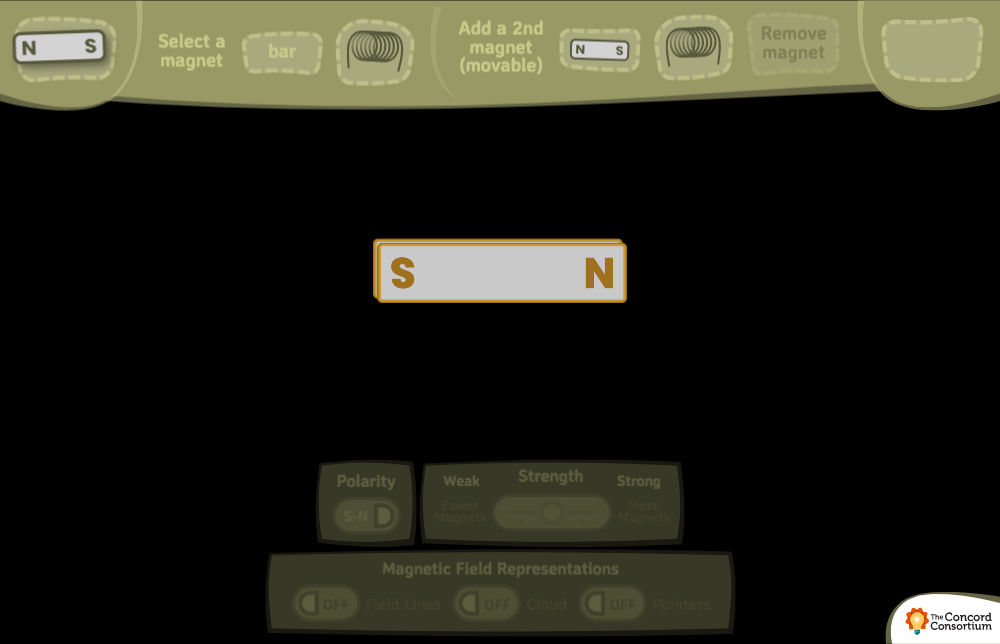 N S
Select a
magnet
bar
Add a 2nd
magnet
(movable)
N S
Remove
magnet
S N
Polarity
S-N
Strength
Weak
Fewer
Magnets
Strong
More
Magnets
Magnetic Field Representations
OFF Field Lines OFF Cloud OFF Pointers
The Concord
Consortium